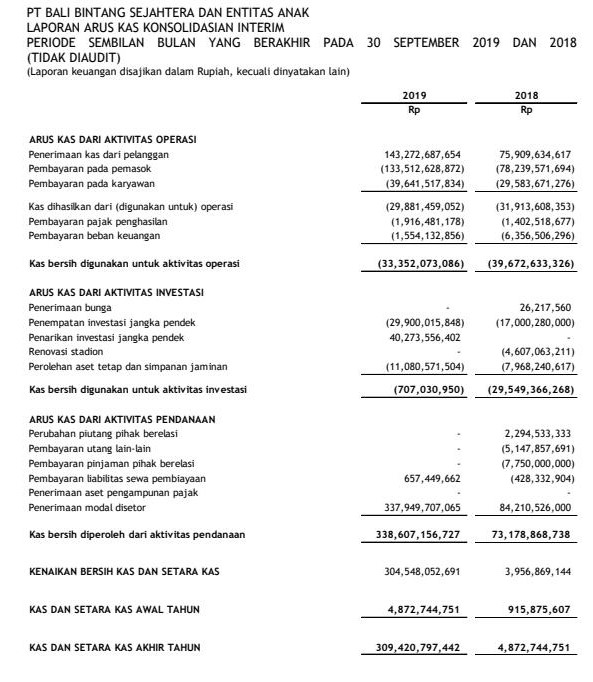 PT BALI BINTANG SEJAHTERA DAN ENTITAS ANAK
LAPORAN ARUS KAS KONSOLIDASIAN INTERIM
PERIODE SEMBILAN BULAN YANG BERAKHIR PADA 30 SEPTEMBER 2019 DAN 2018
(TIDAK DIAUDIT)
(Laporan keuangan disajikan dalam Rupiah, kecuali dinyatakan lain)
2019 2018
Rp Rp
ARUS KAS DARI AKTIVITAS OPERASI
Penerimaan kas dari pelanggan 143,272,687,654 75,909,634,617
Pembayaran pada pemasok (133,512,628,872) (78,239,571,694)
Pembayaran pada karyawan (39,641,517,834) (29,583,671,276)
Kas dihasilkan dari (digunakan untuk) operasi (29,881,459,052) (31,913,608,353)
Pembayaran pajak penghasilan (1,916,481,178) (1,402,518,677)
Pembayaran beban keuangan (1,554,132,856) (6,356,506,296)
Kas bersih digunakan untuk aktivitas operasi (33,352,073,086) (39,672,633,326)
ARUS KAS DARI AKTIVITAS INVESTASI
Penerimaan bunga - 26,217,560
Penempatan investasi jangka pendek (29,900,015,848) (17,000,280,000)
Penarikan investasi jangka pendek 40,273,556,402 -
Renovasi stadion - (4,607,063,211)
Perolehan aset tetap dan simpanan jaminan (11,080,571,504) (7,968,240,617)
Kas bersih digunakan untuk aktivitas investasi (707,030,950) (29,549,366,268)
ARUS KAS DARI AKTIVITAS PENDANAAN
Perubahan piutang pihak berelasi - 2,294,533,333
Pembayaran utang lain-lain - (5,147,857,691)
Pembayaran pinjaman pihak berelasi - (7,750,000,000)
Pembayaran liabilitas sewa pembiayaan 657,449,662 (428,332,904)
Penerimaan aset pengampunan pajak - -
Penerimaan modal disetor 337,949,707,065 84,210,526,000
Kas bersih diperoleh dari aktivitas pendanaan 338,607,156,727 73,178,868,738
KENAIKAN BERSIH KAS DAN SETARA KAS 304,548,052,691 3,956,869,144
KAS DAN SETARA KAS AWAL TAHUN 4,872,744,751 915,875,607
KAS DAN SETARA KAS AKHIR TAHUN 309,420,797,442 4,872,744,751